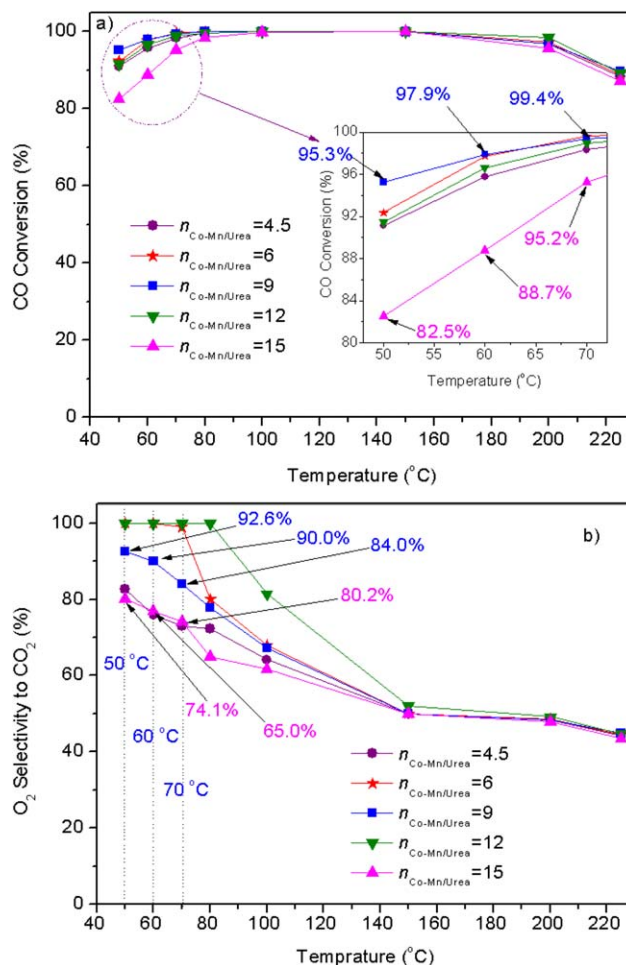 a)
100
80
60
40
20
0
CO Conversion (%)
n Co-Mn/Urea =4.5
n Co-Mn/Urea =6
n Co-Mn/Urea =9
n Co-Mn/Urea =12
n Co-Mn/Urea =15
97.9%
99.4%
95.3%
100
96
92
88
84
80
CO Conversion (%)
95.2%
88.7%
82.5%
50 55 60 65 70
Temperature (°C)
40 60 80 100 120 140 160 180 200 220
Temperature (°C)
b)
100
80
60
40
20
0
O2 Selectivity to CO2 (%)
92.6%
90.0%
84.0%
80.2%
50 °C
74.1%
65.0%
60 °C
70 °C
n Co-Mn/Urea =4.5
n Co-Mn/Urea =6
n Co-Mn/Urea =9
n Co-Mn/Urea =12
n Co-Mn/Urea =15
40 60 80 100 120 140 160 180 200 220
Temprature (°C)